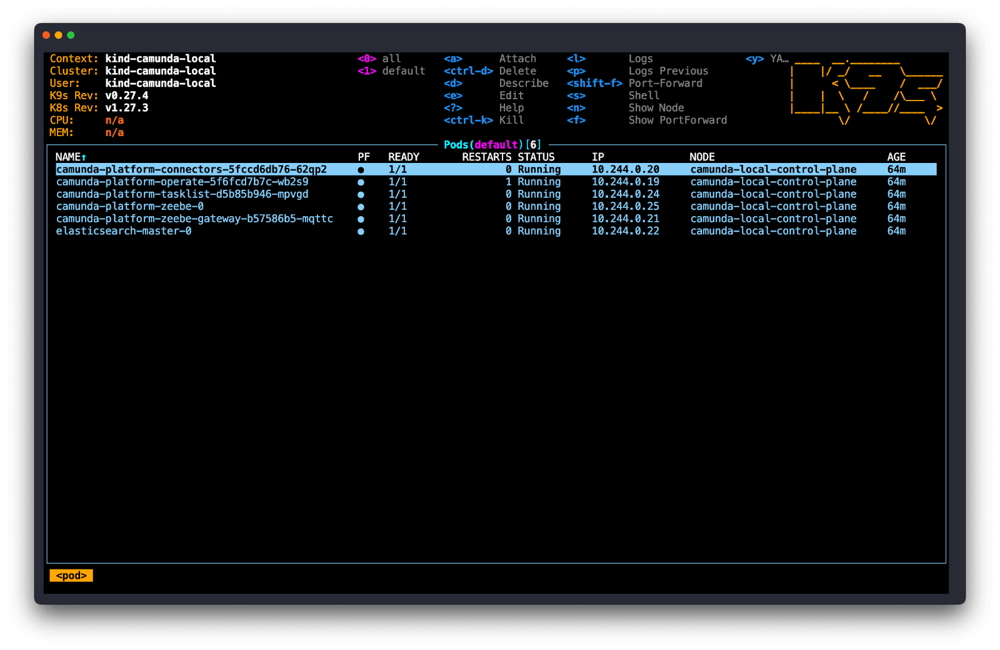 Context: kind-camunda-local <0> all <a> Attach <l> Logs <y> YA…
Cluster: kind-camunda-local <1> default <ctrl-d> Delete <p> Logs Previous
User: kind-camunda-local <d> Describe <shift-f> Port-Forward
K9s Rev: v0.27.4 <e> Edit <s> Shell
K8s Rev: v1.27.3 <?> Help <n> Show Node
CPU: n/a <ctrl-k> Kill <f> Show PortForward
MEM: n/a
Pods(default)[6]
NAME↑ PF READY RESTARTS STATUS IP NODE AGE
camunda-platform-connectors-5fccd6db76-62qp2 ● 1/1 0 Running 10.244.0.20 camunda-local-control-plane 64m
camunda-platform-operate-5f6fcd7b7c-wb2s9 ● 1/1 1 Running 10.244.0.19 camunda-local-control-plane 64m
camunda-platform-tasklist-d5b85b946-mpvgd ● 1/1 0 Running 10.244.0.24 camunda-local-control-plane 64m
camunda-platform-zeebe-0 ● 1/1 0 Running 10.244.0.25 camunda-local-control-plane 64m
camunda-platform-zeebe-gateway-b57586b5-mqttc ● 1/1 0 Running 10.244.0.21 camunda-local-control-plane 64m
elasticsearch-master-0 ● 1/1 0 Running 10.244.0.22 camunda-local-control-plane 64m
<pod>